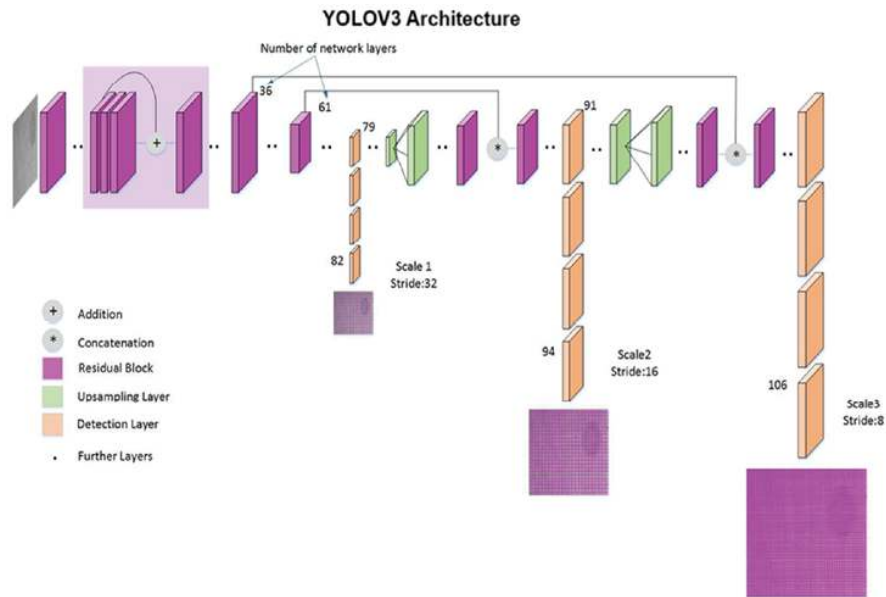 YOLOV3 Architecture
Number of network layers
36
61
79
91
+
*
*
82
Scale 1
Stride:32
94
Scale2
Stride:16
106
Scale3
Stride:8
+ Addition
* Concatenation
Residual Block
Upsampling Layer
Detection Layer
Further Layers